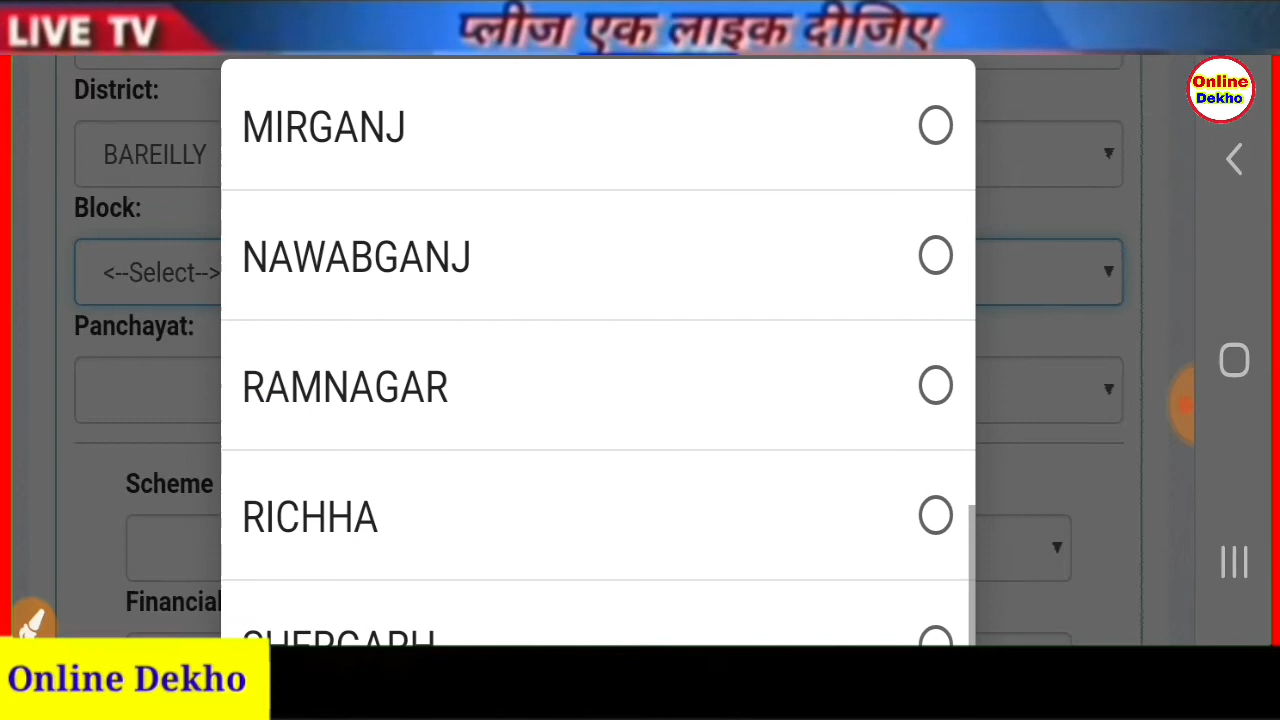 LIVE TV
प्लीज एक लाइक दीजिए
Online
Dekho
District:
BAREILLY
Block:
<--Select-->
Panchayat:
Scheme
Financial
MIRGANJ
NAWABGANJ
RAMNAGAR
RICHHA
SHERGARH
Online Dekho